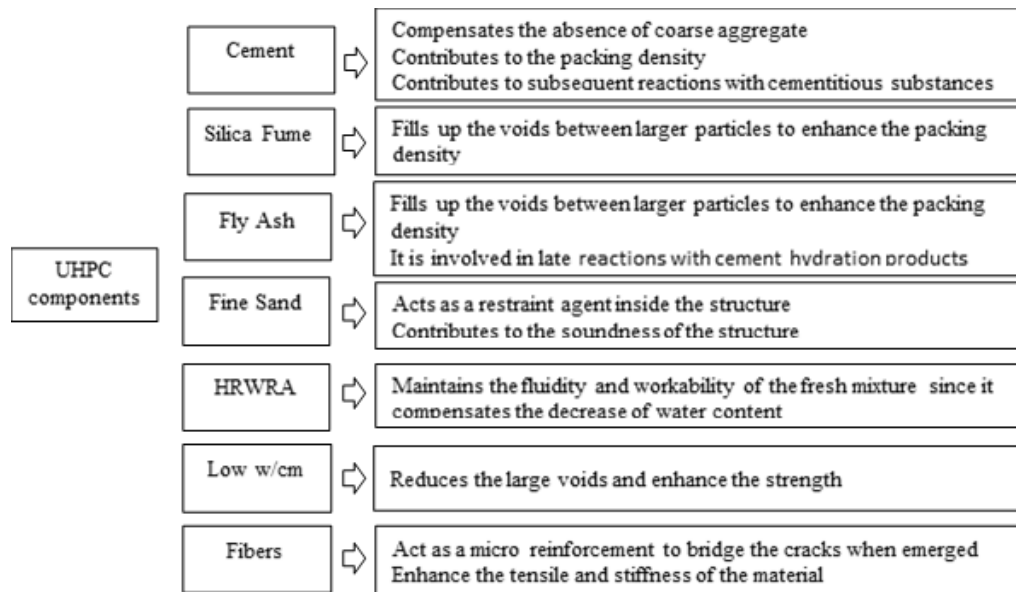 UHPC
components
Cement
Compensates the absence of coarse aggregate
Contributes to the packing density
Contributes to subsequent reactions with cementitious substances
Silica Fume
Fills up the voids between larger particles to enhance the packing
density
Fly Ash
Fills up the voids between larger particles to enhance the packing
density
It is involved in late reactions with cement hydration products
Fine Sand
Acts as a restraint agent inside the structure
Contributes to the soundness of the structure
HRWRA
Maintains the fluidity and workability of the fresh mixture since it
compensates the decrease of water content
Low w/cm
Reduces the large voids and enhance the strength
Fibers
Act as a micro reinforcement to bridge the cracks when emerged
Enhance the tensile and stiffness of the material